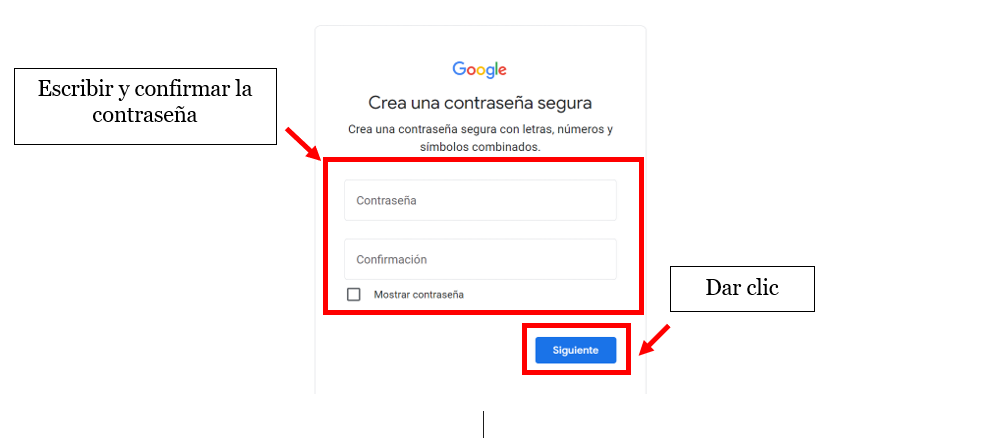 Google
Escribir y confirmar la
contraseña
Crea una contraseña segura
Crea una contraseña segura con letras, números y
símbolos combinados.
Contraseña
Confirmación
Mostrar contraseña
Dar clic
Siguiente